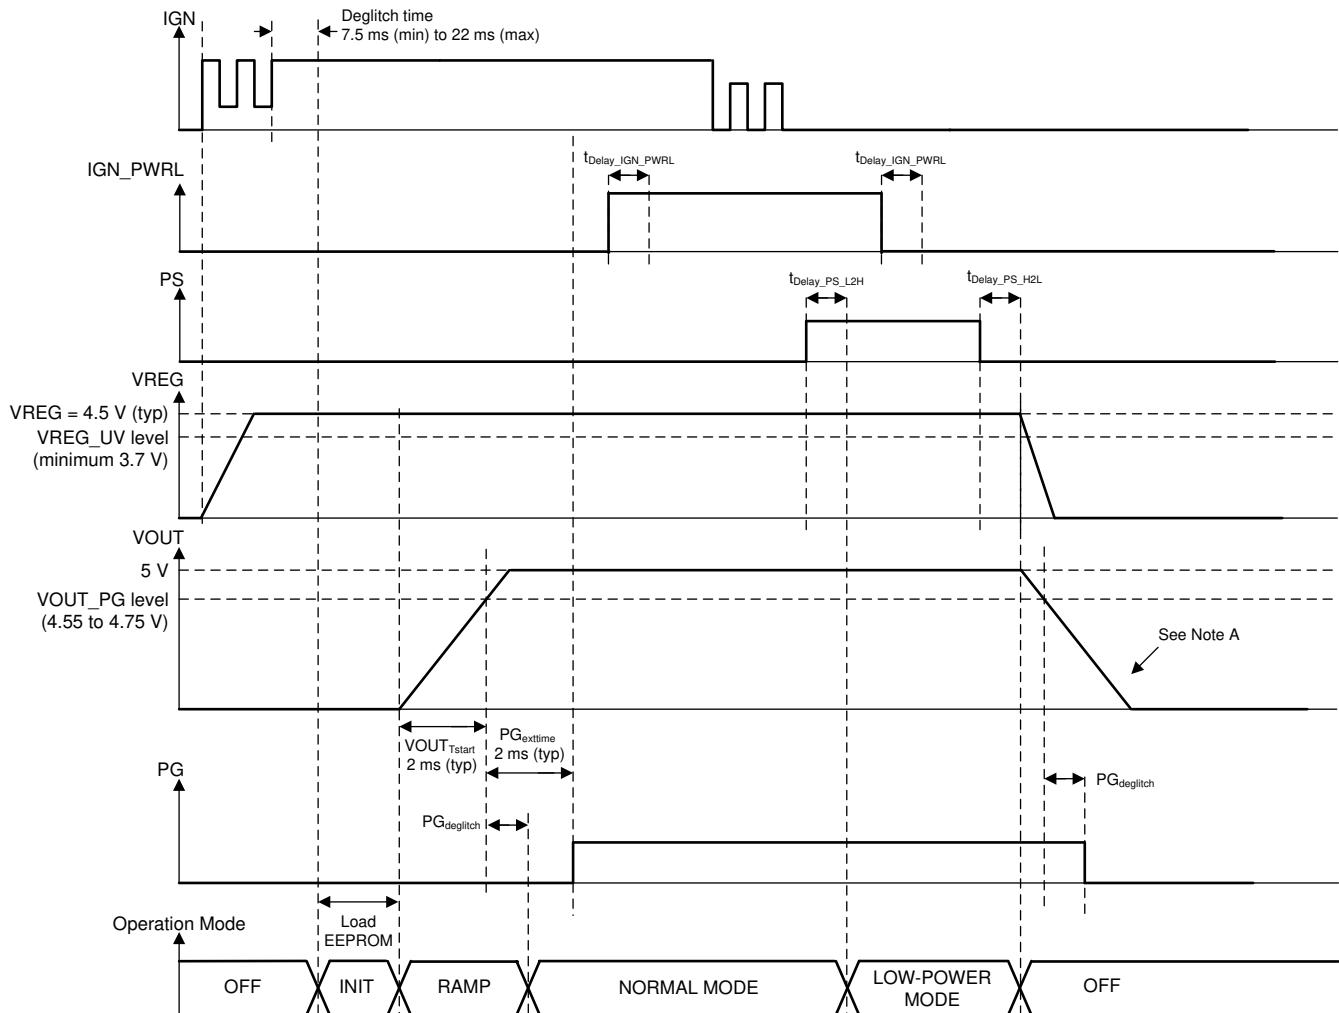 IGN
Deglitch time
7.5 ms (min) to 22 ms (max)
IGN_PWRL
tDelay_IGN_PWRL
tDelay_IGN_PWRL
PS
tDelay_PS_L2H
tDelay_PS_H2L
VREG
VREG = 4.5 V (typ)
VREG_UV level
(minimum 3.7 V)
VOUT
5 V
VOUT_PG level
(4.55 to 4.75 V)
See Note A
VOUTTstart
2 ms (typ)
PGexttime
2 ms (typ)
PG
PGdeglitch
PGdeglitch
Load
EEPROM
Operation Mode
OFF
INIT
RAMP
NORMAL MODE
LOW-POWER
MODE
OFF